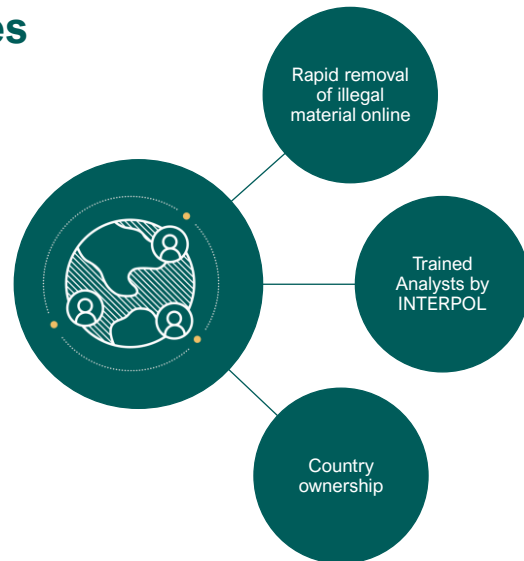 es
Rapid removal
of illegal
material online
Trained
Analysts by
INTERPOL
Country
ownership